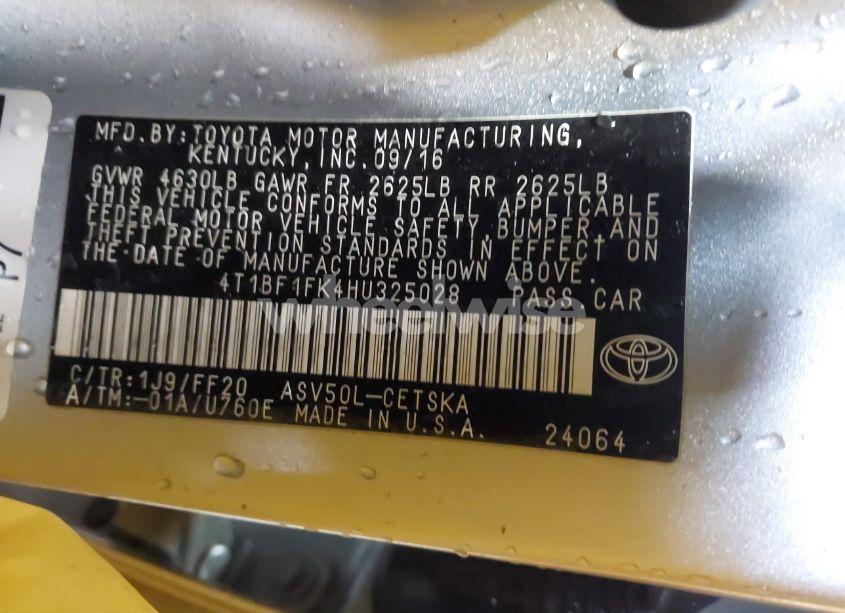 MFD.BY:TOYOTA MOTOR MANUFACTURING,
KENTUCKY,INC.09/16
GVWR 4630LB GAWR FR 2625LB RR 2625LB
THIS VEHICLE CONFORMS TO ALL APPLICABLE
FEDERAL MOTOR VEHICLE SAFETY,BUMPER,AND
THEFT PREVENTION STANDARDS IN EFFECT ON
THE DATE OF MANUFACTURE SHOWN ABOVE.
4T1BF1FK4HU325028 PASS CAR
wheelwise
C/TR:1J9/FF20 ASV50L-CETSKA
A/TM:-01A/U760E MADE IN U.S.A. 24064